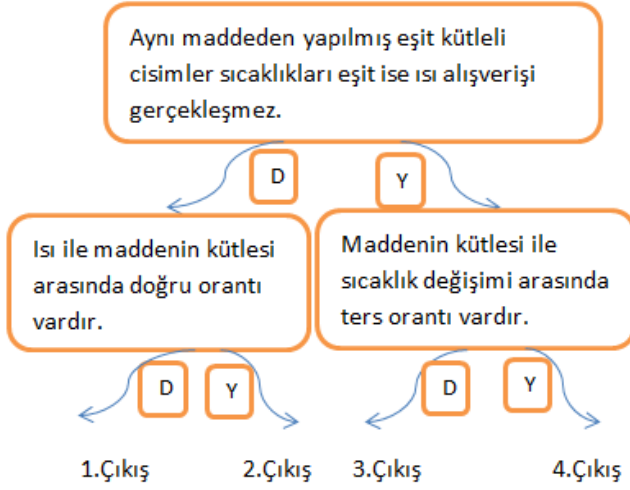 Aynı maddeden yapılmış eşit kütleli
cisimler sıcaklıkları eşit ise ısı alışverişi
gerçekleşmez.
D
Y
Isı ile maddenin kütlesi
arasında doğru orantı
vardır.
Maddenin kütlesi ile
sıcaklık değişimi arasında
ters orantı vardır.
D
Y
D
Y
1.Çıkış
2.Çıkış
3.Çıkış
4.Çıkış